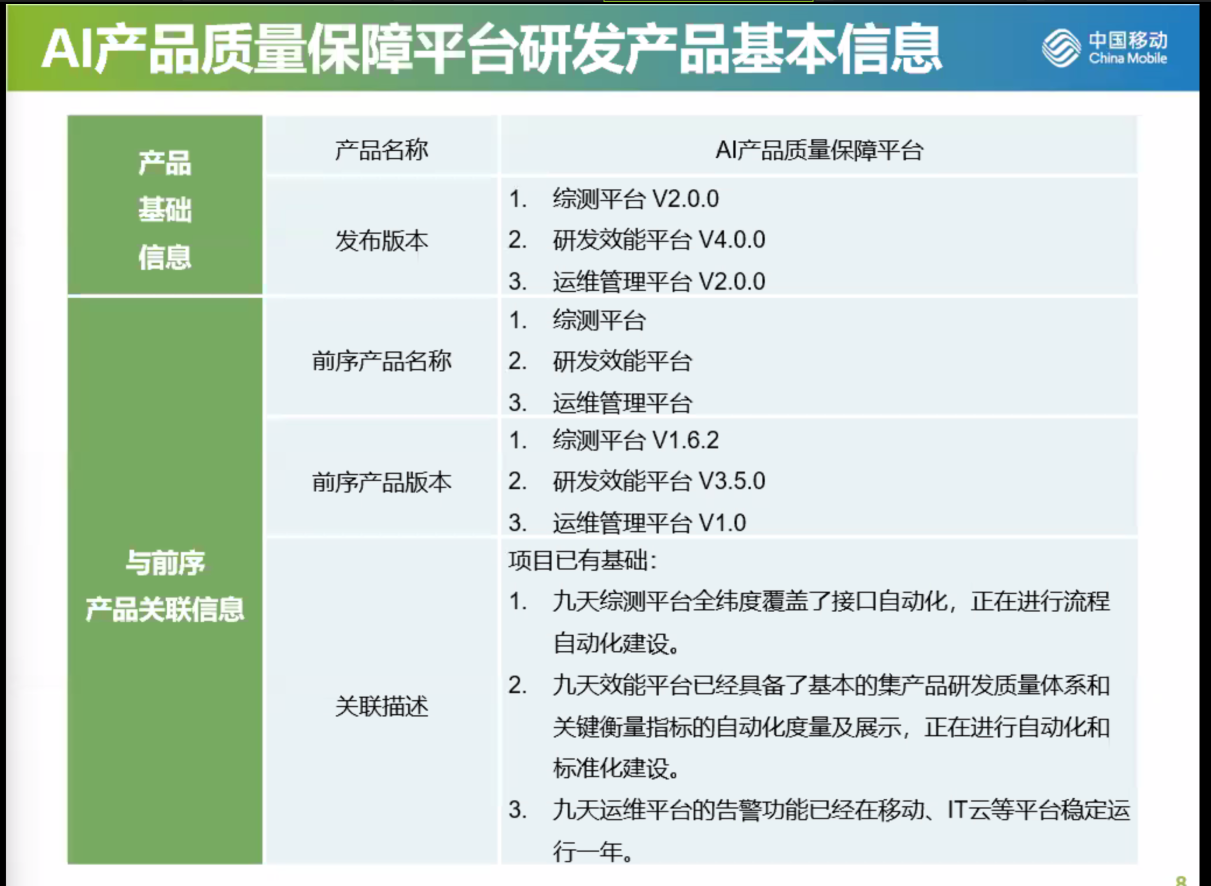 AI产品质量保障平台研发产品基本信息
中国移动
China Mobile
产品
基础
信息
产品名称
AI产品质量保障平台
发布版本
1. 综测平台 V2.0.0
2. 研发效能平台 V4.0.0
3. 运维管理平台 V2.0.0
与前序
产品关联信息
前序产品名称
1. 综测平台
2. 研发效能平台
3. 运维管理平台
前序产品版本
1. 综测平台 V1.6.2
2. 研发效能平台 V3.5.0
3. 运维管理平台 V1.0
关联描述
项目已有基础：
1. 九天综测平台全纬度覆盖了接口自动化，正在进行流程
自动化建设。
2. 九天效能平台已经具备了基本的集产品研发质量体系和
关键衡量指标的自动化度量及展示，正在进行自动化和
标准化建设。
3. 九天运维平台的告警功能已经在移动、IT云等平台稳定运
行一年。
8